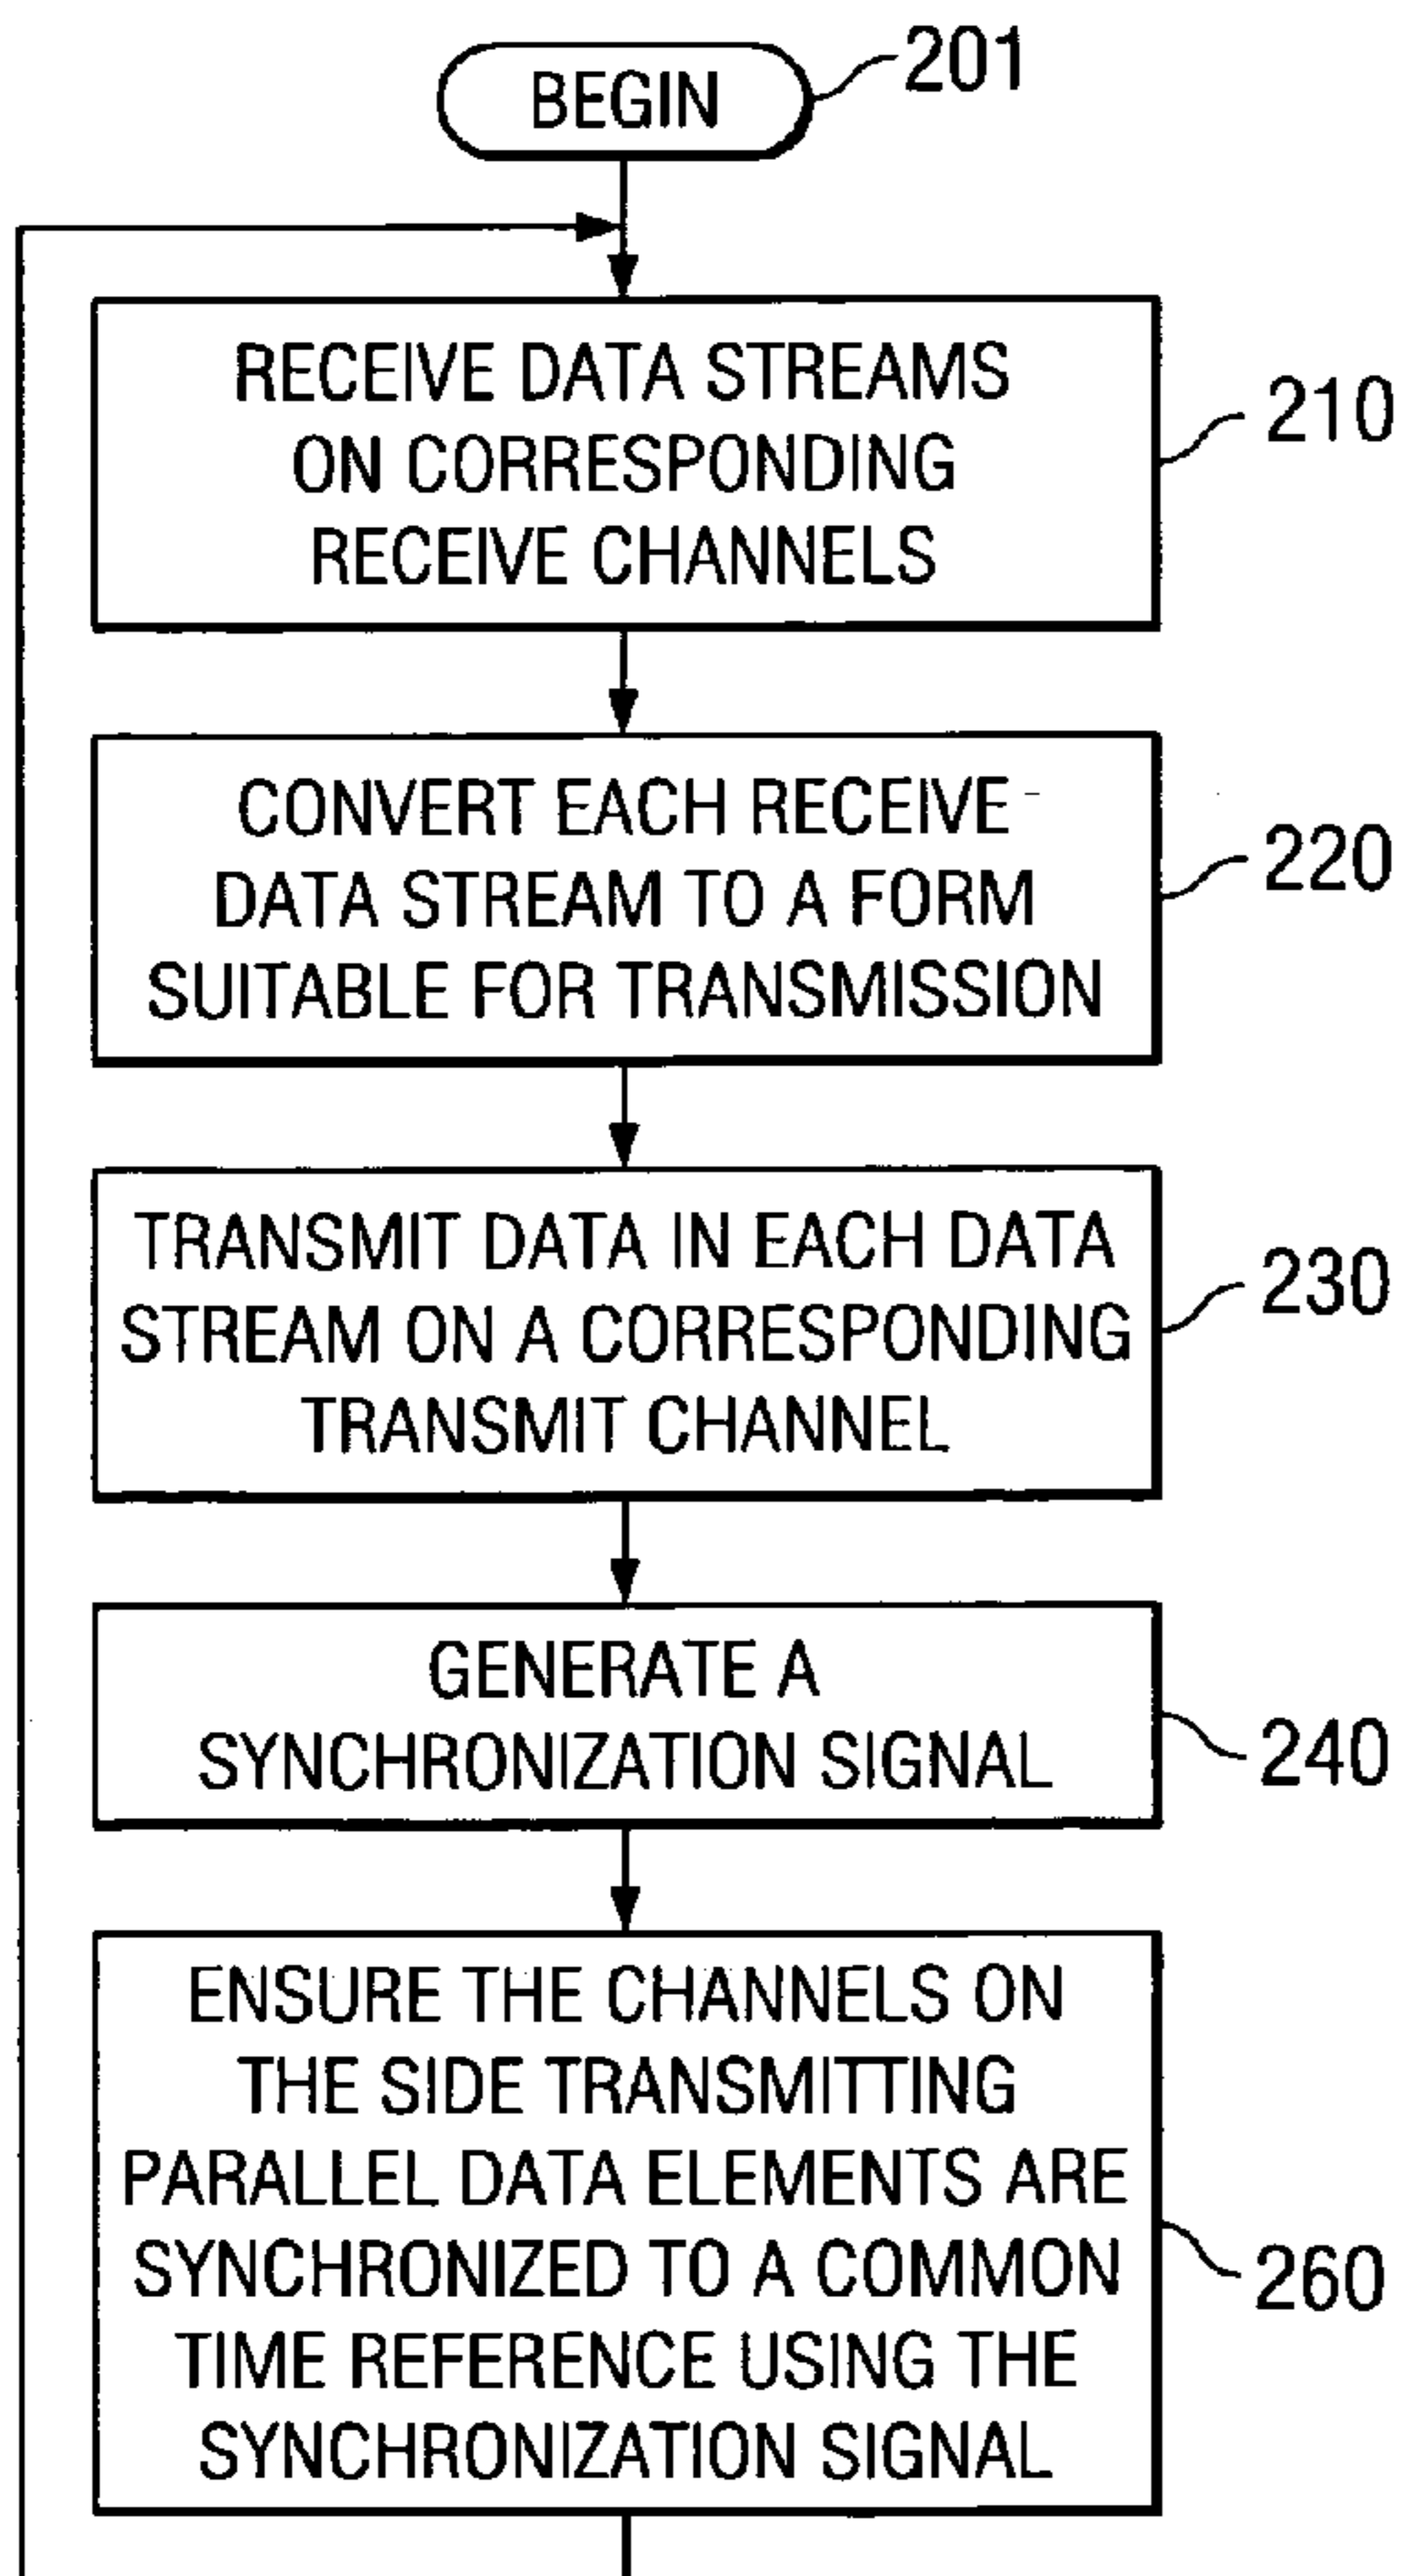 BEGIN
201
RECEIVE DATA STREAMS
ON CORRESPONDING
RECEIVE CHANNELS
210
CONVERT EACH RECEIVE
DATA STREAM TO A FORM
SUITABLE FOR TRANSMISSION
220
TRANSMIT DATA IN EACH DATA
STREAM ON A CORRESPONDING
TRANSMIT CHANNEL
230
GENERATE A
SYNCHRONIZATION SIGNAL
240
ENSURE THE CHANNELS ON
THE SIDE TRANSMITTING
PARALLEL DATA ELEMENTS ARE
SYNCHRONIZED TO A COMMON
TIME REFERENCE USING THE
SYNCHRONIZATION SIGNAL
260